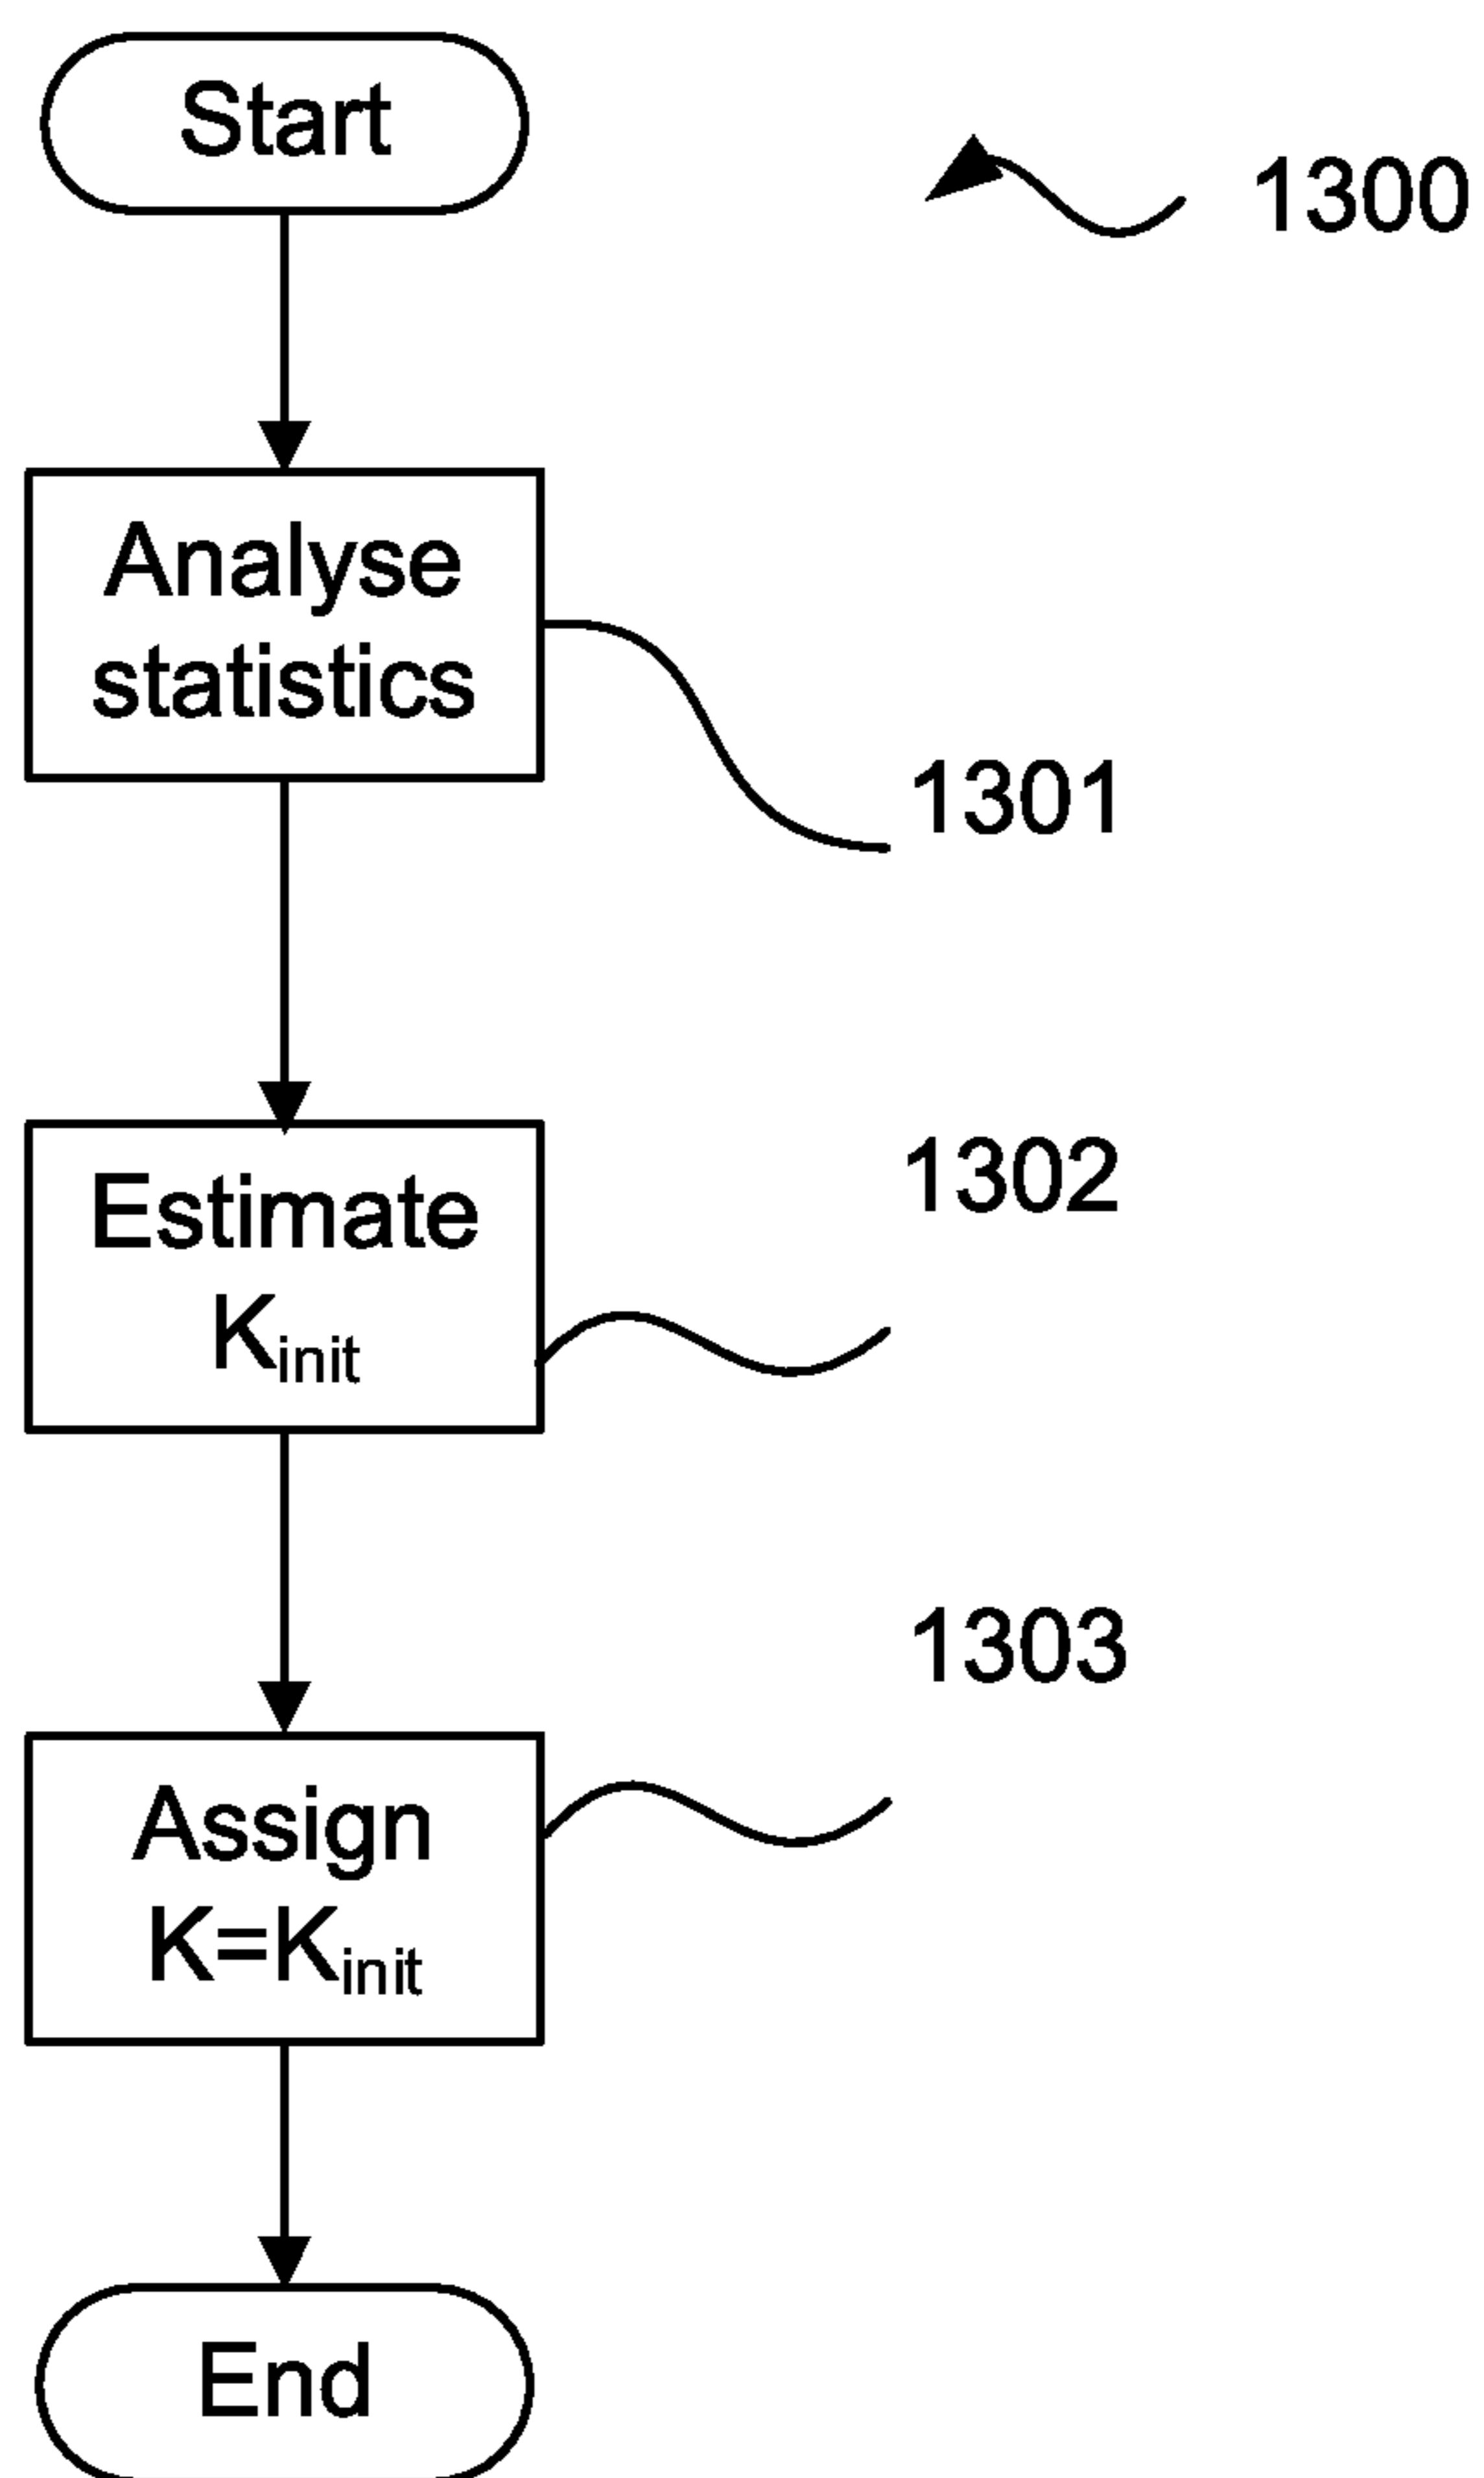 Start
1300
Analyse
statistics
1301
1302
Estimate
Kinit
1303
Assign
K=Kinit
End